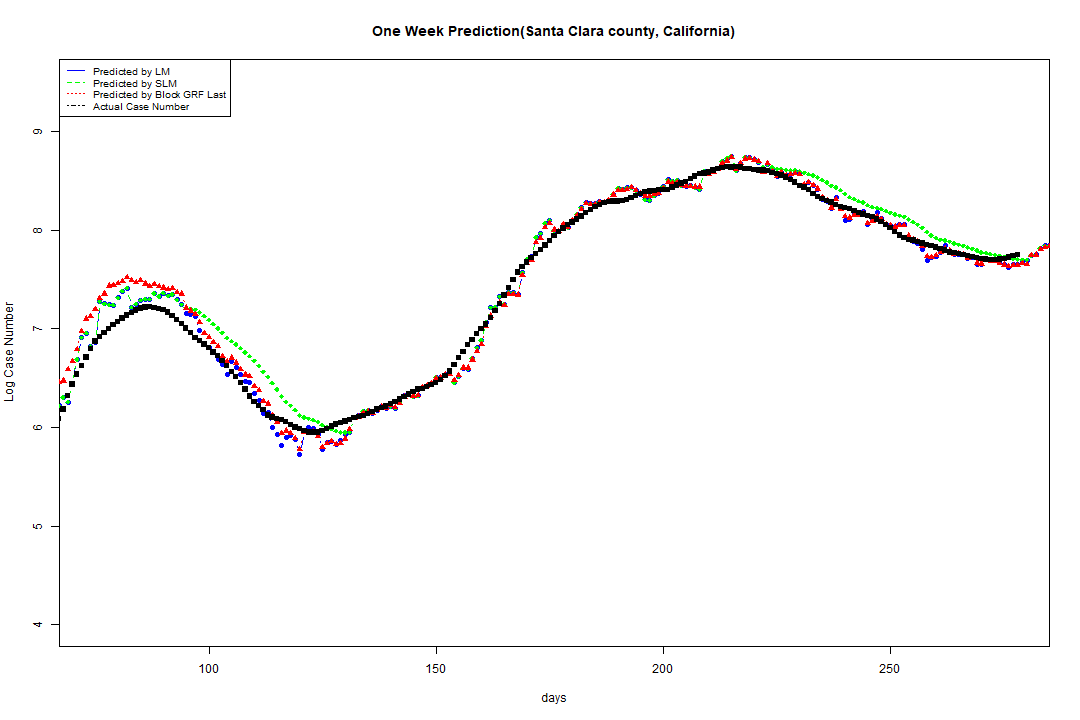 One Week Prediction(Santa Clara county, California)
Predicted by LM
Predicted by SLM
Predicted by Block GRF Last
Actual Case Number
9
8
7
6
5
4
Log Case Number
100 150 200 250
days